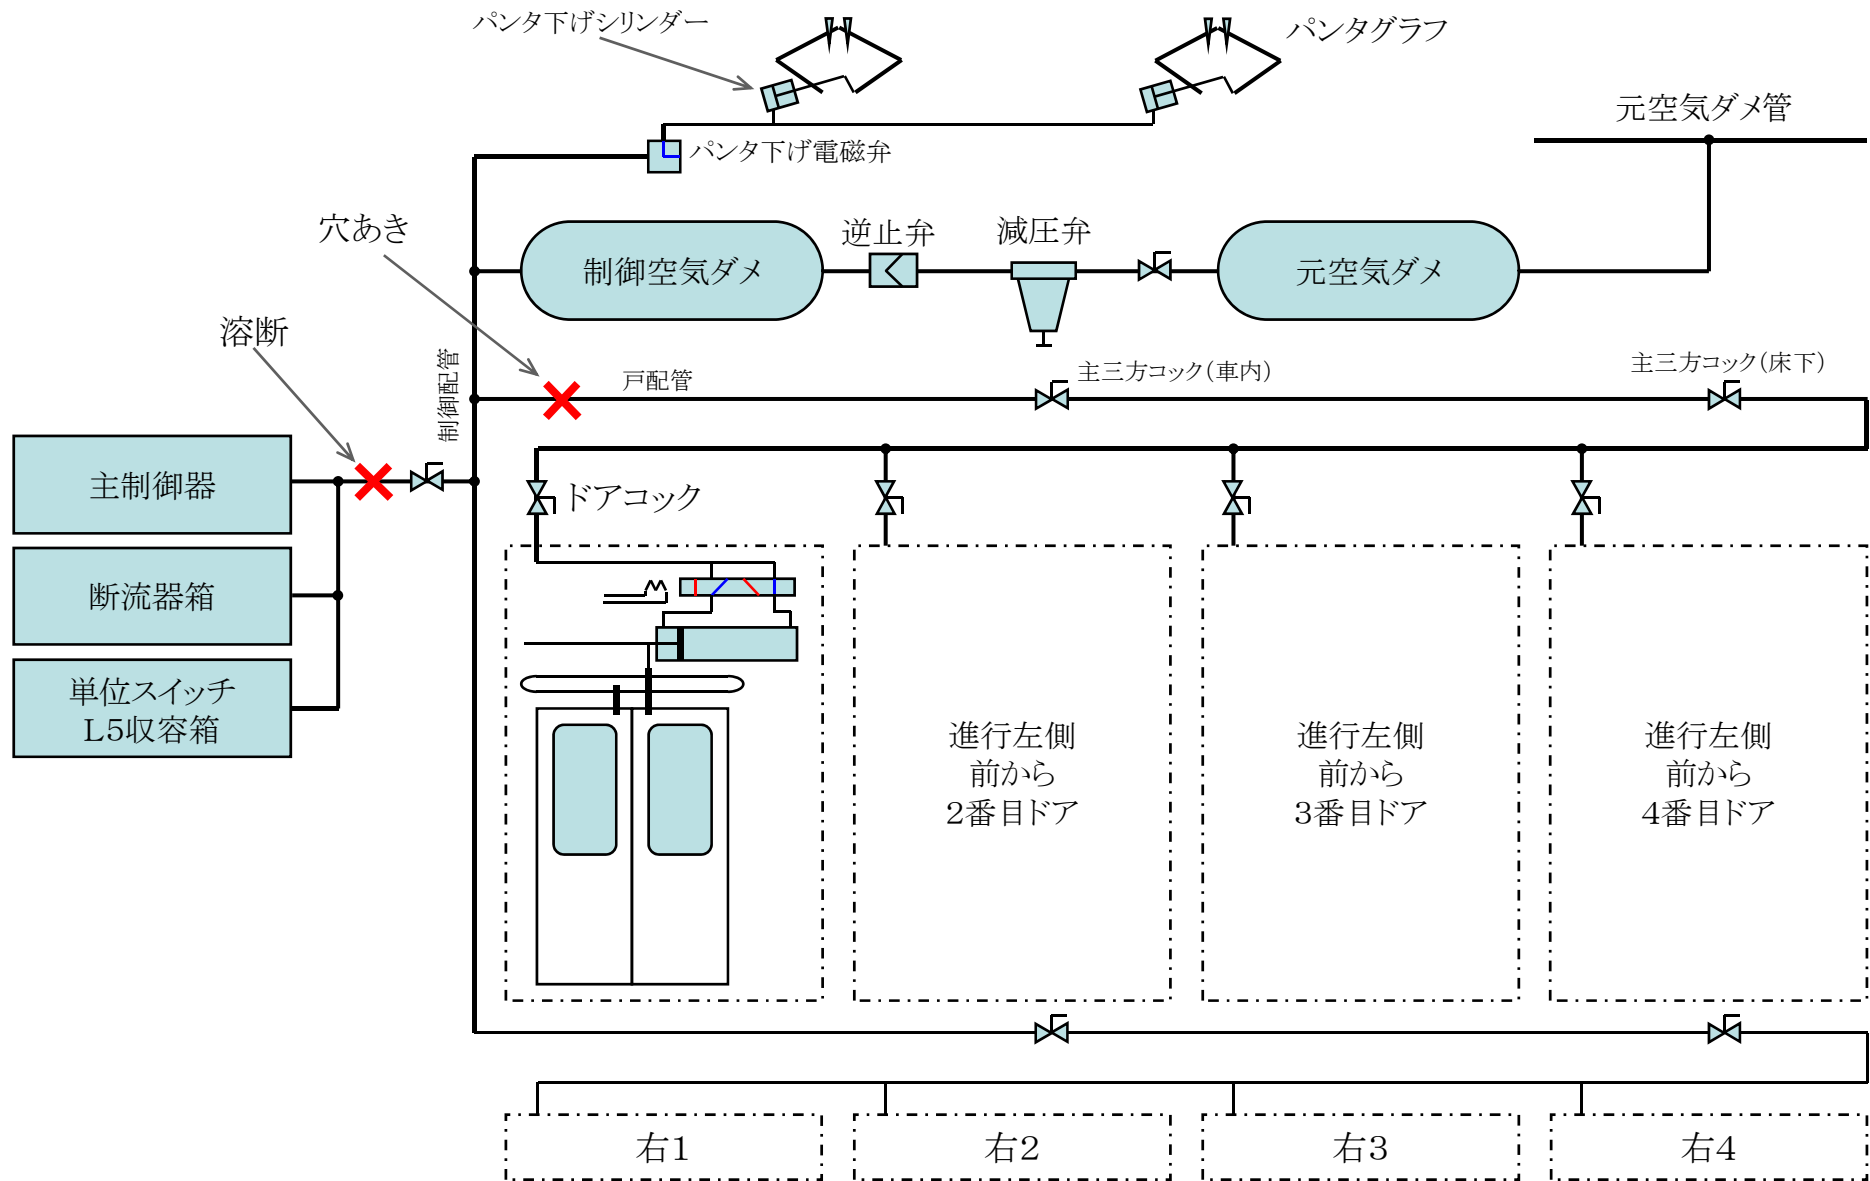 パンタ下げシリンダー
パンタグラフ
元空気ダメ管
パンタ下げ電磁弁
穴あき
逆止弁
減圧弁
制御空気ダメ
元空気ダメ
溶断
制御配管
戸配管
主三方コック(車内)
主三方コック(床下)
主制御器
ドアコック
断流器箱
単位スイッチ
L5収容箱
進行左側
前から
2番目ドア
進行左側
前から
3番目ドア
進行左側
前から
4番目ドア
右1
右2
右3
右4